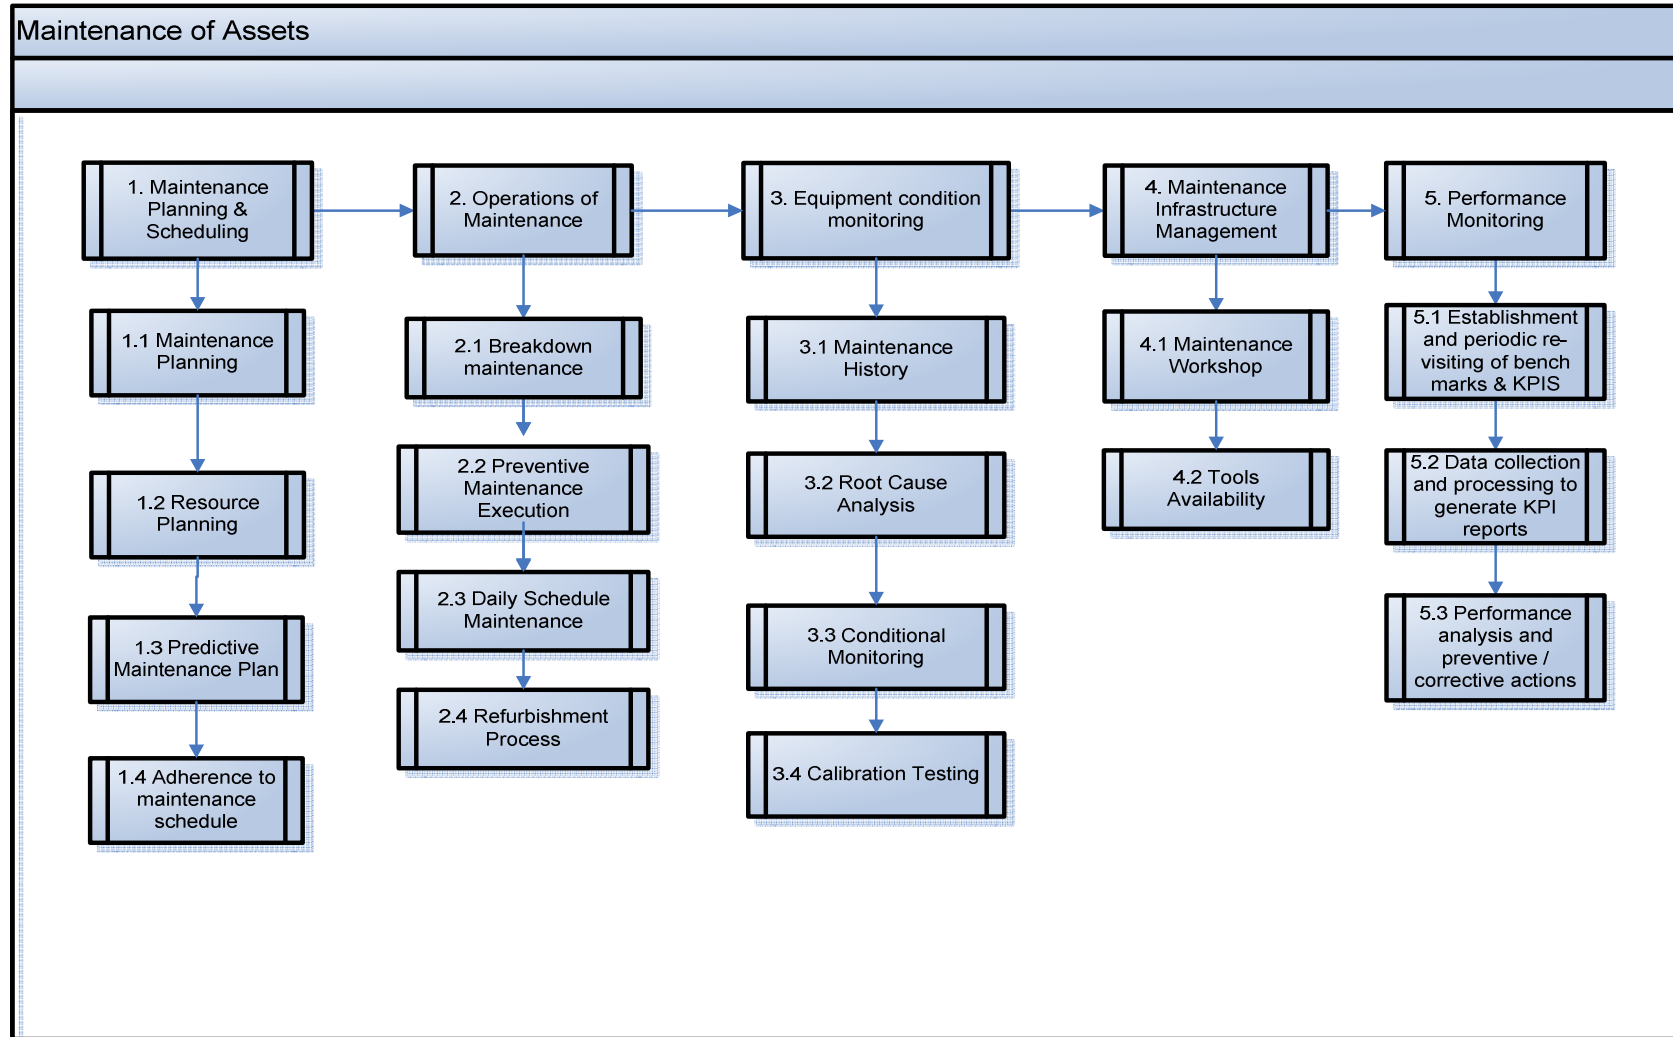 Maintenance of Assets
1. Maintenance
Planning &
Scheduling
2. Operations of
Maintenance
3. Equipment condition
monitoring
4. Maintenance
Infrastructure
Management
5. Performance
Monitoring
1.1 Maintenance
Planning
1.2 Resource
Planning
1.3 Predictive
Maintenance Plan
1.4 Adherence to
maintenance
schedule
2.1 Breakdown
maintenance
2.2 Preventive
Maintenance
Execution
2.3 Daily Schedule
Maintenance
2.4 Refurbishment
Process
3.1 Maintenance
History
3.2 Root Cause
Analysis
3.3 Conditional
Monitoring
3.4 Calibration Testing
4.1 Maintenance
Workshop
4.2 Tools
Availability
5.1 Establishment
and periodic re-
visiting of bench
marks & KPIS
5.2 Data collection
and processing to
generate KPI
reports
5.3 Performance
analysis and
preventive /
corrective actions